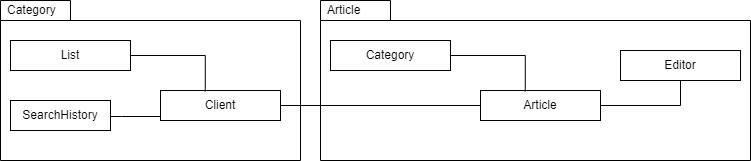 Category
List
SearchHistory
Client
Article
Category
Article
Editor